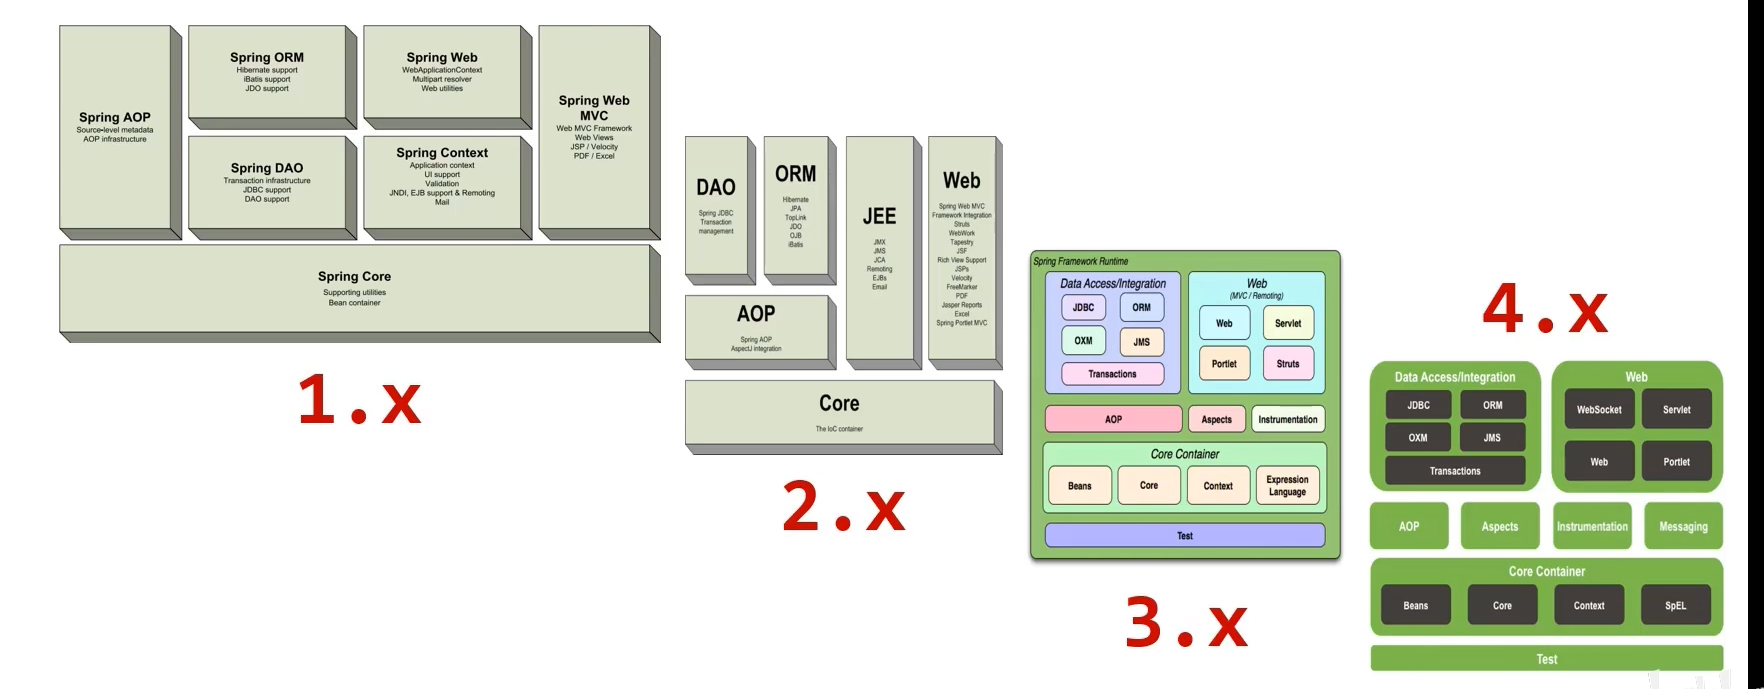 Spring AOP
Source-level metadata
AOP infrastructure
Spring ORM
Hibernate support
iBatis support
JDO support
Spring Web
WebApplicationContext
Multipart resolver
Web utilities
Spring Web
MVC
Web MVC Framework
Web Views
JSP / Velocity
PDF / Excel
Spring DAO
Transaction infrastructure
JDBC support
DAO support
Spring Context
Application context
UI support
Validation
JNDI, EJB support & Remoting
Mail
Spring Core
Supporting utilities
Bean container
1.x
DAO
Spring JDBC
Transaction
management
ORM
Hibernate
JPA
TopLink
JDO
OJB
iBatis
JEE
JMX
JMS
JCA
Remoting
EJBs
Email
Web
Spring Web MVC
Framework Integration
Struts
WebWork
Tapestry
JSF
Rich View Support
JSPs
Velocity
FreeMarker
PDF
Jasper Reports
Excel
Spring Portlet MVC
AOP
Spring AOP
AspectJ integration
Core
The IoC container
2.x
Spring Framework Runtime
Data Access/Integration
JDBC
ORM
OXM
JMS
Transactions
Web
(MVC / Remoting)
Web
Servlet
Portlet
Struts
AOP
Aspects
Instrumentation
Core Container
Beans
Core
Context
Expression
Language
Test
3.x
4.x
Data Access/Integration
JDBC
ORM
OXM
JMS
Transactions
Web
WebSocket
Servlet
Web
Portlet
AOP
Aspects
Instrumentation
Messaging
Core Container
Beans
Core
Context
SpEL
Test